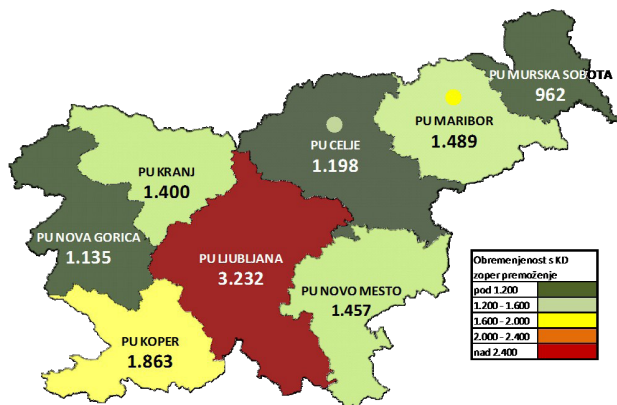 PU MURSKA SOBOTA
962
PU MARIBOR
1.489
PU CELJE
1.198
PU KRANJ
1.400
PU NOVA GORICA
1.135
PU LJUBLJANA
3.232
PU NOVO MESTO
1.457
PU KOPER
1.863
Obremenjenost s KD
zoper premoženje
pod 1.200
1.200 - 1.600
1.600 - 2.000
2.000 - 2.400
nad 2.400